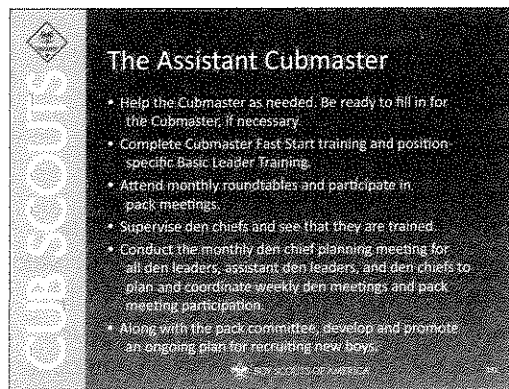 CUB SCOUTS
The Assistant Cubmaster
• Help the Cubmaster as needed. Be ready to fill in for
the Cubmaster, if necessary.
• Complete Cubmaster Fast Start training and position-
specific Basic Leader Training.
• Attend monthly roundtables and participate in
pack meetings.
• Supervise den chiefs and see that they are trained.
• Conduct the monthly den chief planning meeting for
all den leaders, assistant den leaders, and den chiefs to
plan and coordinate weekly den meetings and pack
meeting participation.
• Along with the pack committee, develop and promote
an ongoing plan for recruiting new boys.
BOY SCOUTS OF AMERICA